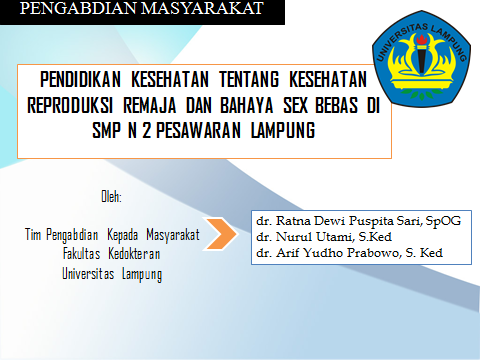 PENGABDIAN MASYARAKAT
UNIVERSITAS LAMPUNG
PENDIDIKAN KESEHATAN TENTANG KESEHATAN
REPRODUKSI REMAJA DAN BAHAYA SEX BEBAS DI
SMP N 2 PESAWARAN LAMPUNG
Oleh:
Tim Pengabdian Kepada Masyarakat
Fakultas Kedokteran
Universitas Lampung
dr. Ratna Dewi Puspita Sari, SpOG
dr. Nurul Utami, S.Ked
dr. Arif Yudho Prabowo, S. Ked